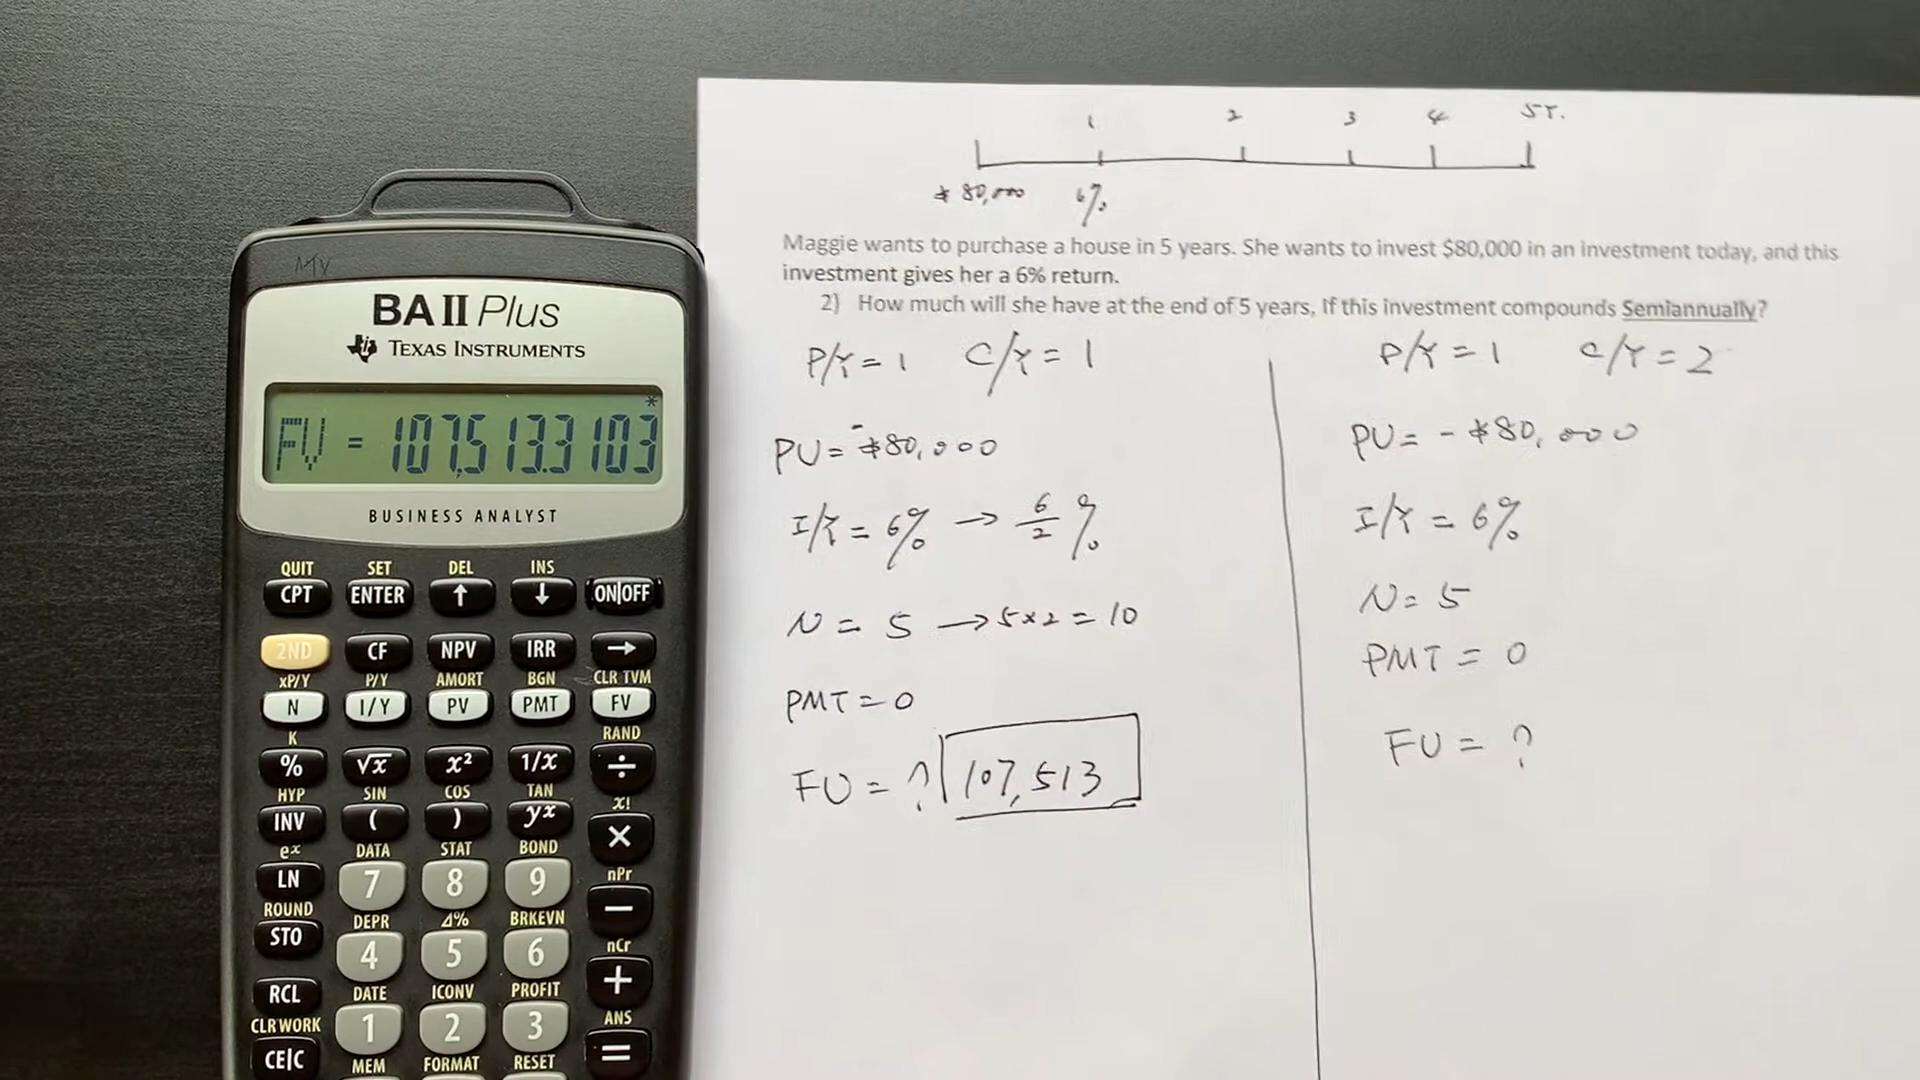 MV
BA II Plus
TEXAS INSTRUMENTS
FV = 107,513.3103
*
BUSINESS ANALYST
QUIT SET DEL INS
CPT ENTER ↑ ↓ ON|OFF
2ND CF NPV IRR →
xP/Y P/Y AMORT BGN CLR TVM
N I/Y PV PMT FV
K RAND
% √x x² 1/x ÷
HYP SIN COS TAN x!
INV ( ) yx ×
ex DATA STAT BOND nPr
LN 7 8 9 −
ROUND DEPR Δ% BRKEVN nCr
STO 4 5 6 +
DATE ICONV PROFIT ANS
RCL 1 2 3 =
CLR WORK MEM FORMAT RESET
CE|C
1 2 3 4 5Y.
$80,000 6%
Maggie wants to purchase a house in 5 years. She wants to invest $80,000 in an investment today, and this
investment gives her a 6% return.
2) How much will she have at the end of 5 years, If this investment compounds Semiannually?
P/Y = 1 C/Y = 1
PV = -$80,000
I/Y = 6% → 6/2 %
N = 5 → 5×2 = 10
PMT = 0
FV = ? 107,513
P/Y = 1 C/Y = 2
PV = - $80,000
I/Y = 6%
N = 5
PMT = 0
FV = ?